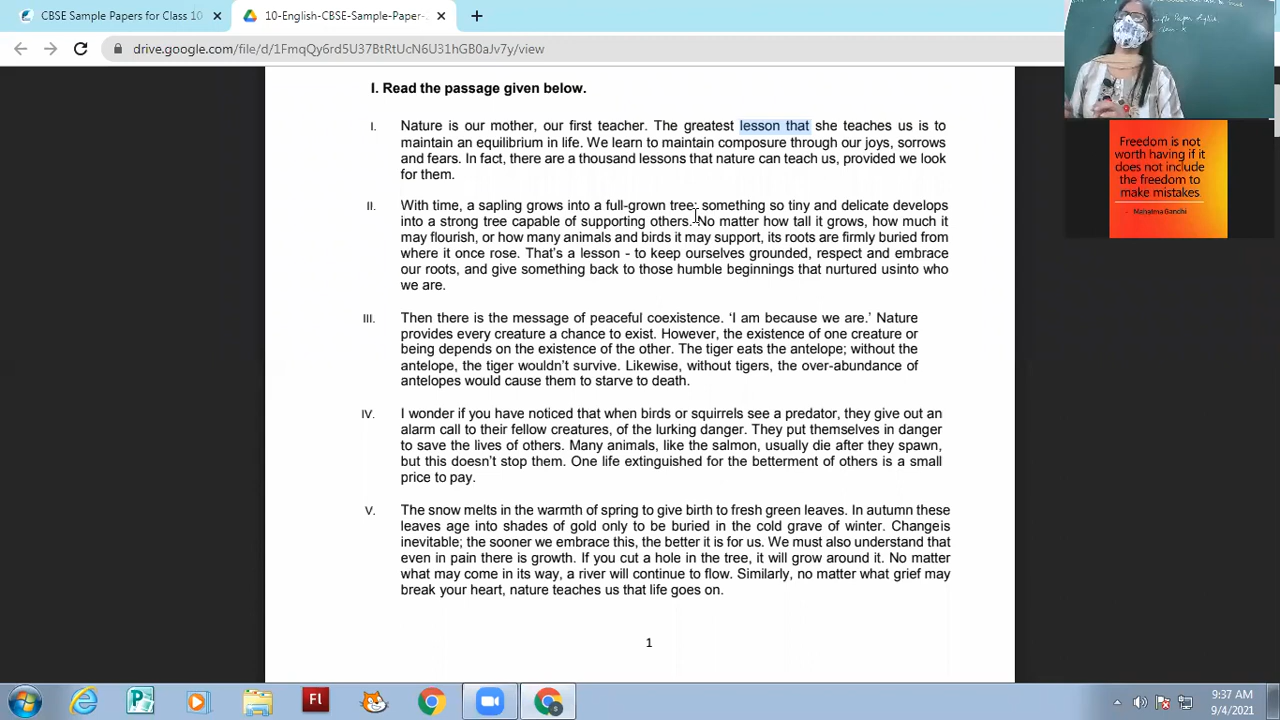 CBSE Sample Papers for Class 10
10-English-CBSE-Sample-Paper-
drive.google.com/file/d/1FmqQy6rd5U37BtRtUcN6U31hGB0aJv7y/view
I. Read the passage given below.
I. Nature is our mother, our first teacher. The greatest lesson that she teaches us is to
maintain an equilibrium in life. We learn to maintain composure through our joys, sorrows
and fears. In fact, there are a thousand lessons that nature can teach us, provided we look
for them.
II. With time, a sapling grows into a full-grown tree; something so tiny and delicate develops
into a strong tree capable of supporting others. No matter how tall it grows, how much it
may flourish, or how many animals and birds it may support, its roots are firmly buried from
where it once rose. That's a lesson - to keep ourselves grounded, respect and embrace
our roots, and give something back to those humble beginnings that nurtured usinto who
we are.
III. Then there is the message of peaceful coexistence. ‘I am because we are.’ Nature
provides every creature a chance to exist. However, the existence of one creature or
being depends on the existence of the other. The tiger eats the antelope; without the
antelope, the tiger wouldn't survive. Likewise, without tigers, the over-abundance of
antelopes would cause them to starve to death.
IV. I wonder if you have noticed that when birds or squirrels see a predator, they give out an
alarm call to their fellow creatures, of the lurking danger. They put themselves in danger
to save the lives of others. Many animals, like the salmon, usually die after they spawn,
but this doesn't stop them. One life extinguished for the betterment of others is a small
price to pay.
V. The snow melts in the warmth of spring to give birth to fresh green leaves. In autumn these
leaves age into shades of gold only to be buried in the cold grave of winter. Changeis
inevitable; the sooner we embrace this, the better it is for us. We must also understand that
even in pain there is growth. If you cut a hole in the tree, it will grow around it. No matter
what may come in its way, a river will continue to flow. Similarly, no matter what grief may
break your heart, nature teaches us that life goes on.
1
Freedom is not
worth having if it
does not include
the freedom to
make mistakes
- Mahatma Gandhi
Fl
9:37 AM
9/4/2021